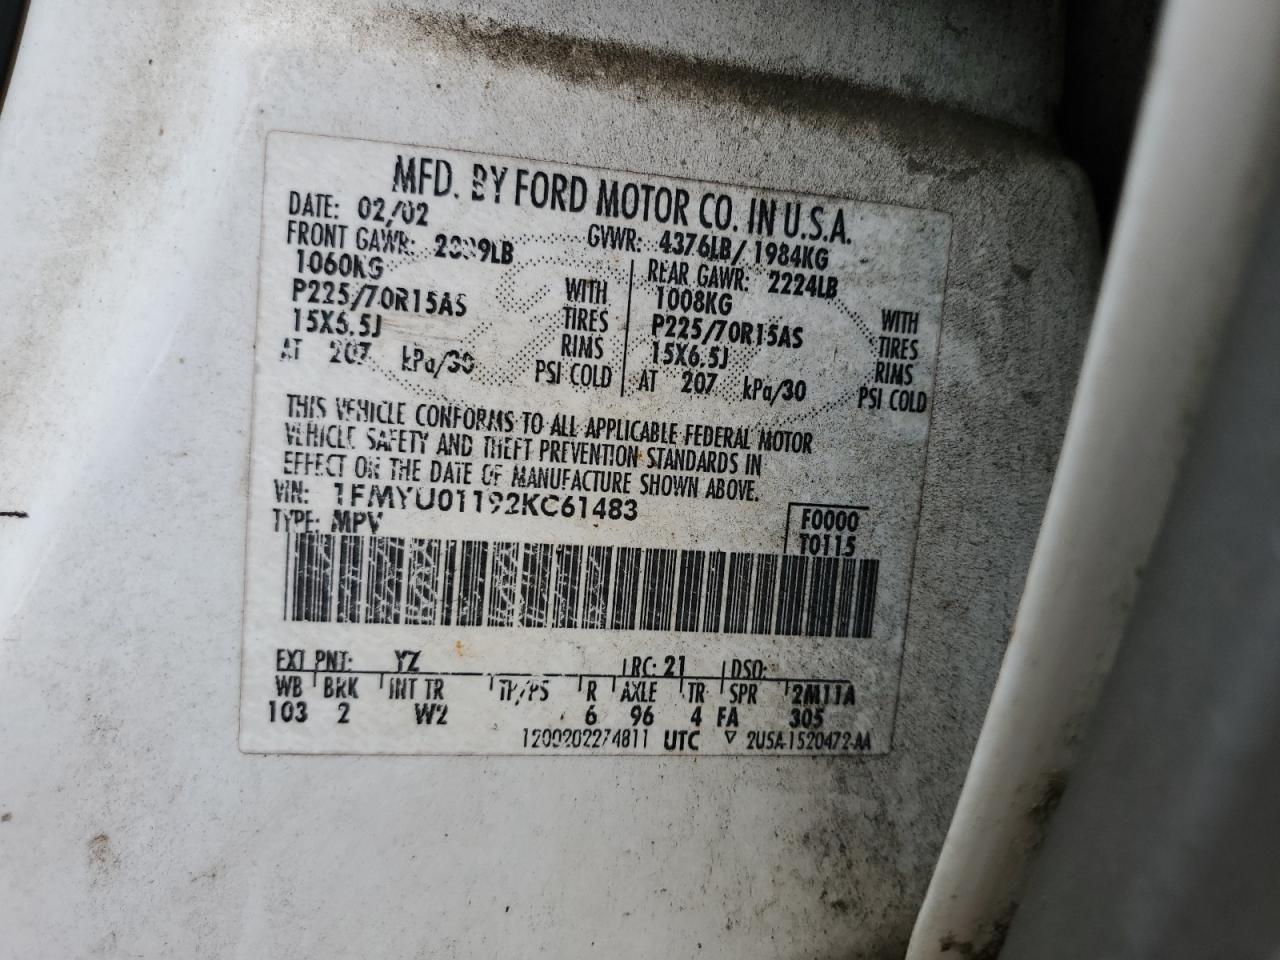 MFD. BY FORD MOTOR CO. IN U.S.A.
DATE: 02/02 GVWR: 4376LB/ 1984KG
FRONT GAWR: REAR GAWR: 2224LB
1060KG WITH 1008KG WITH
P225/70R15AS TIRES P225/70R15AS TIRES
15X6.5J RIMS 15X6.5J RIMS
AT 207 kPa/30 PSI COLD AT 207 kPa/30 PSI COLD
THIS VEHICLE CONFORMS TO ALL APPLICABLE FEDERAL MOTOR
VEHICLE SAFETY AND THEFT PREVENTION STANDARDS IN
EFFECT ON THE DATE OF MANUFACTURE SHOWN ABOVE.
VIN: 1FMYU01192KC61483
TYPE: MPV
F0000
T0115
EXT PNT: YZ RC: 21 DSO:
WB BRK INT TR TP/PS R AXLE TR SPR 2M11A
103 2 W2 6 96 4 FA 305
1200202274811 UTC ▽ 2U5A-1520472-AA